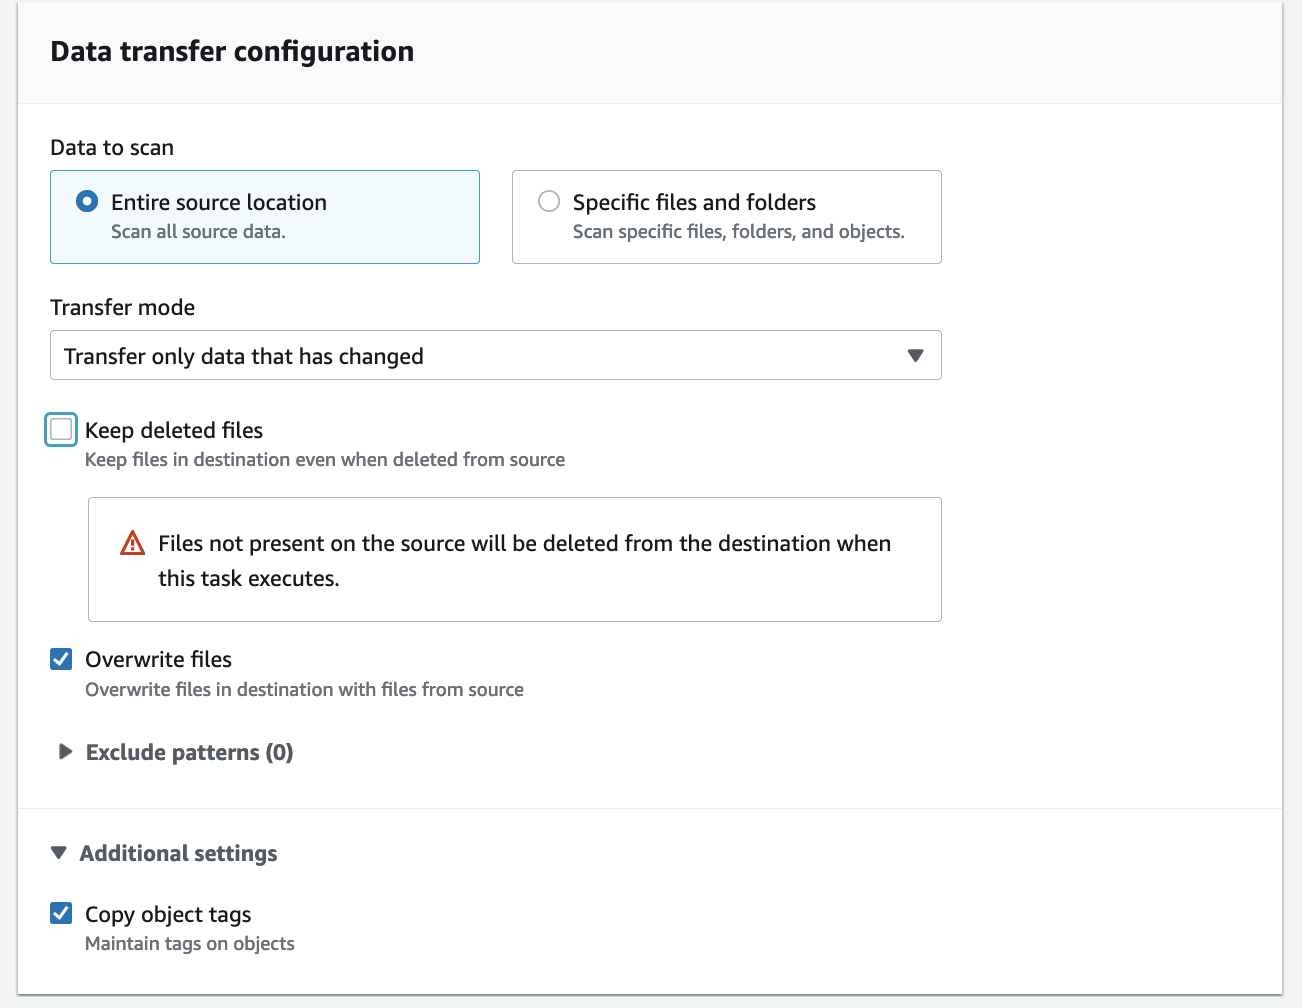 Data transfer configuration
Data to scan
Entire source location
Scan all source data.
Specific files and folders
Scan specific files, folders, and objects.
Transfer mode
Transfer only data that has changed
Keep deleted files
Keep files in destination even when deleted from source
Files not present on the source will be deleted from the destination when
this task executes.
Overwrite files
Overwrite files in destination with files from source
Exclude patterns (0)
Additional settings
Copy object tags
Maintain tags on objects